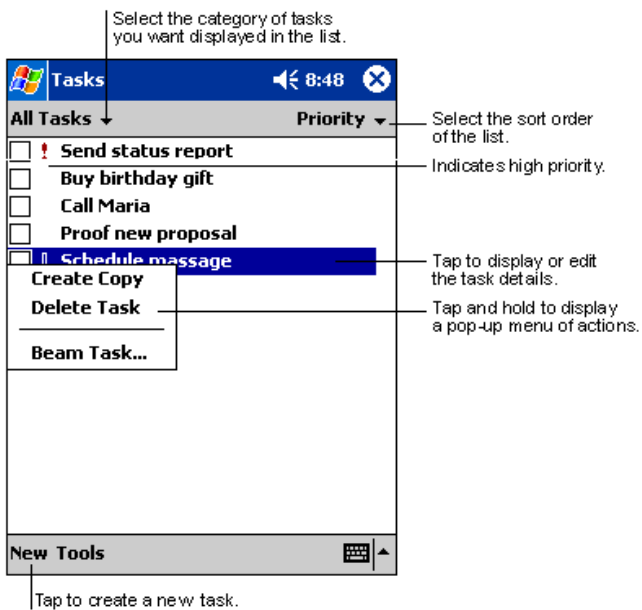 Select the category of tasks
you want displayed in the list.
Tasks 8:48
All Tasks Priority
Select the sort order
of the list.
! Send status report
Indicates high priority.
Buy birthday gift
Call Maria
Proof new proposal
Schedule massage
Tap to display or edit
the task details.
Create Copy
Delete Task
Tap and hold to display
a pop-up menu of actions.
Beam Task...
New Tools
Tap to create a new task.